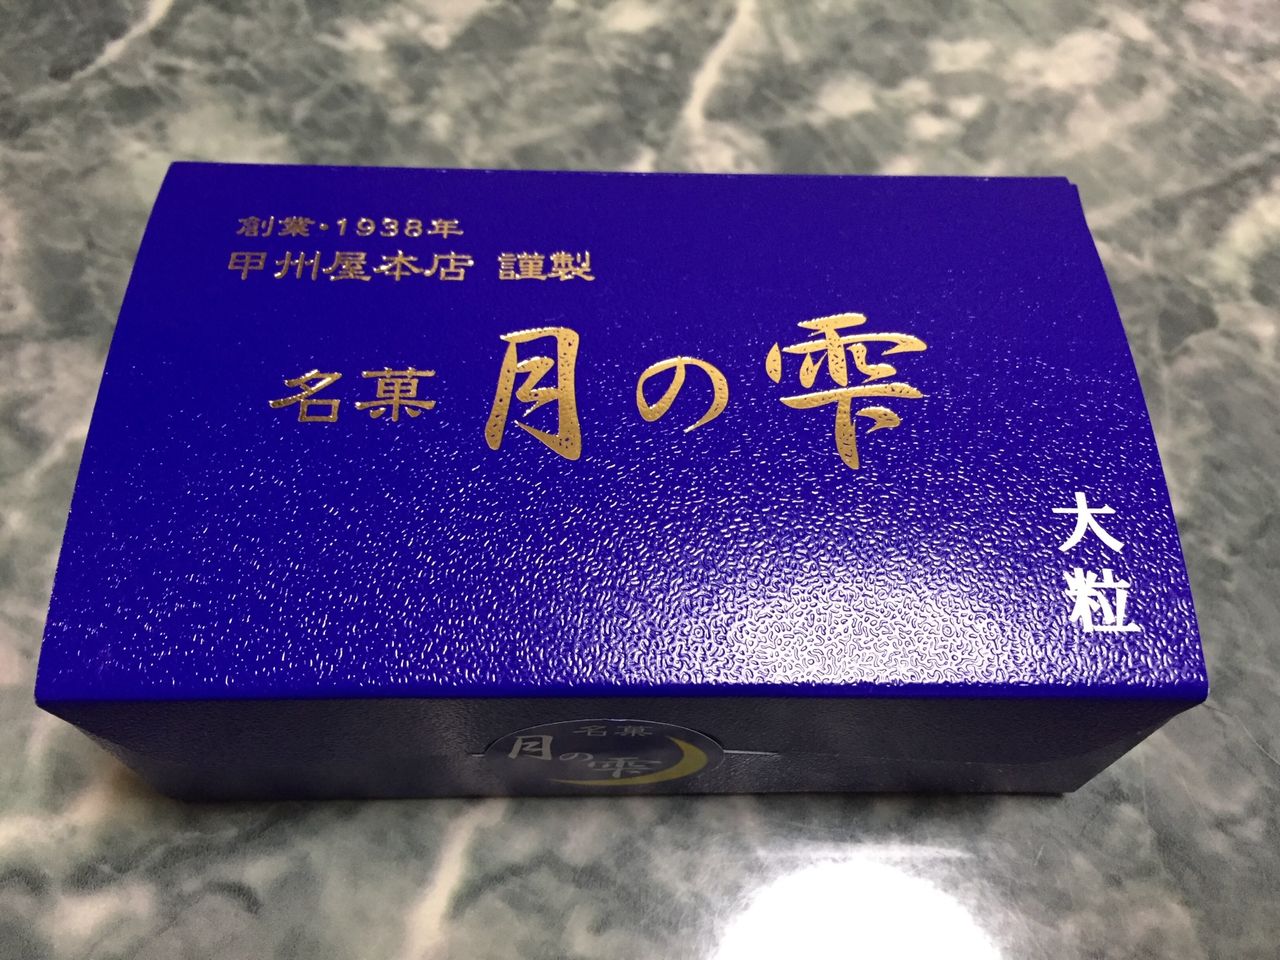 創業・1938年
甲州屋本店 謹製
名菓 月の雫
大粒
名菓
月の雫